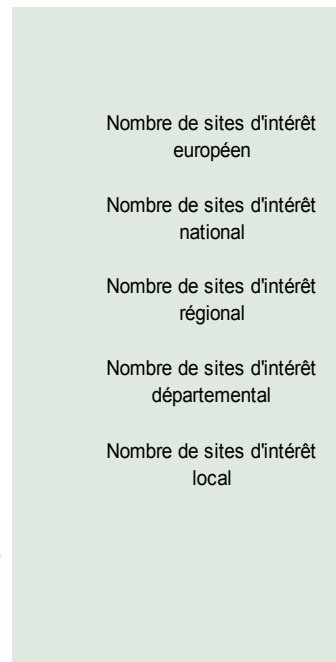 Nombre de sites d'intérêt
européen
Nombre de sites d'intérêt
national
Nombre de sites d'intérêt
régional
Nombre de sites d'intérêt
départemental
Nombre de sites d'intérêt
local